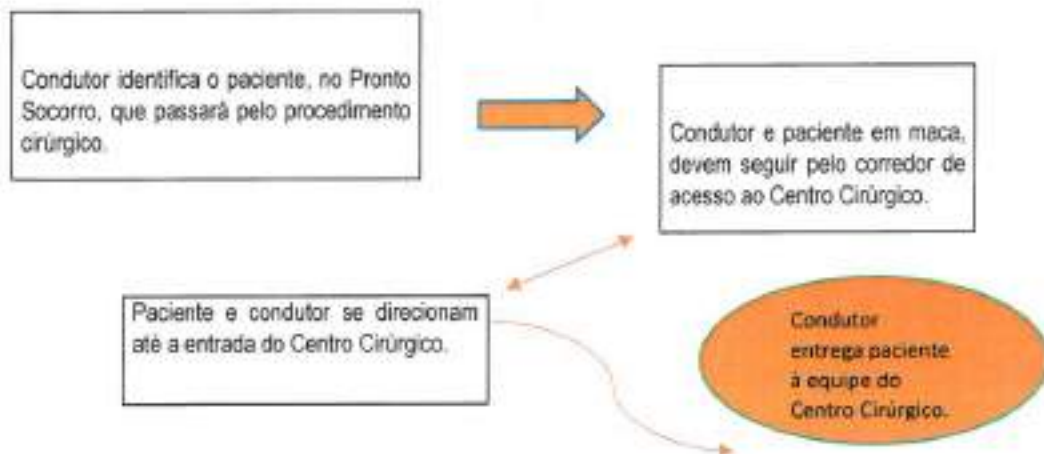 Condutor identifica o paciente, no Pronto
Socorro, que passará pelo procedimento
cirúrgico.
Condutor e paciente em maca,
devem seguir pelo corredor de
acesso ao Centro Cirúrgico.
Paciente e condutor se direcionam
até a entrada do Centro Cirúrgico.
Condutor
entrega paciente
à equipe do
Centro Cirúrgico.